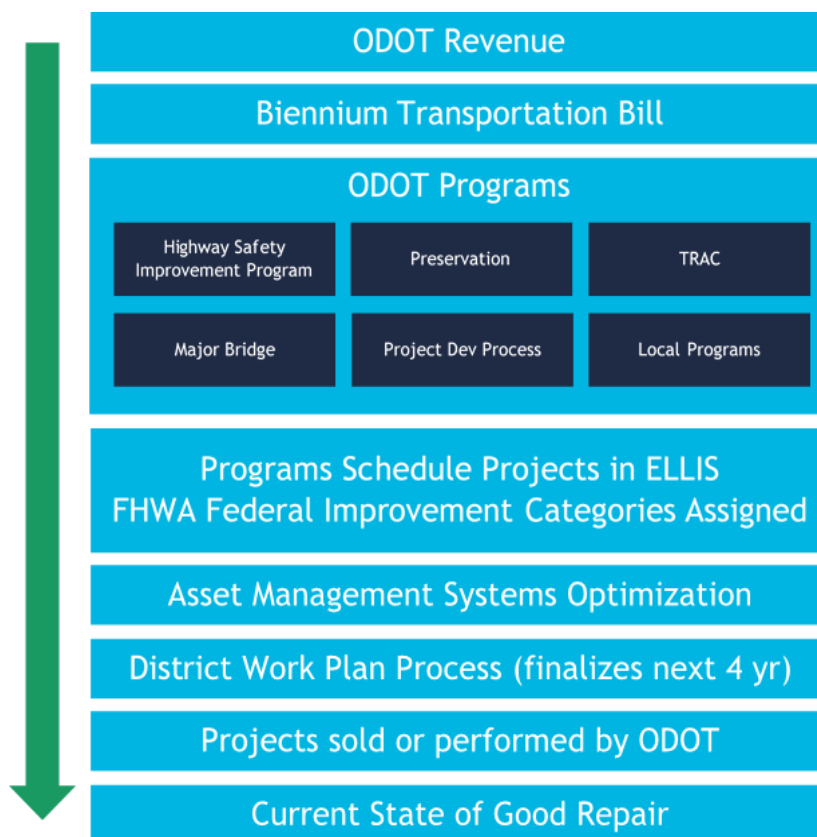 ODOT Revenue
Biennium Transportation Bill
ODOT Programs
Highway Safety
Improvement Program
Preservation
TRAC
Major Bridge
Project Dev Process
Local Programs
Programs Schedule Projects in ELLIS
FHWA Federal Improvement Categories Assigned
Asset Management Systems Optimization
District Work Plan Process (finalizes next 4 yr)
Projects sold or performed by ODOT
Current State of Good Repair